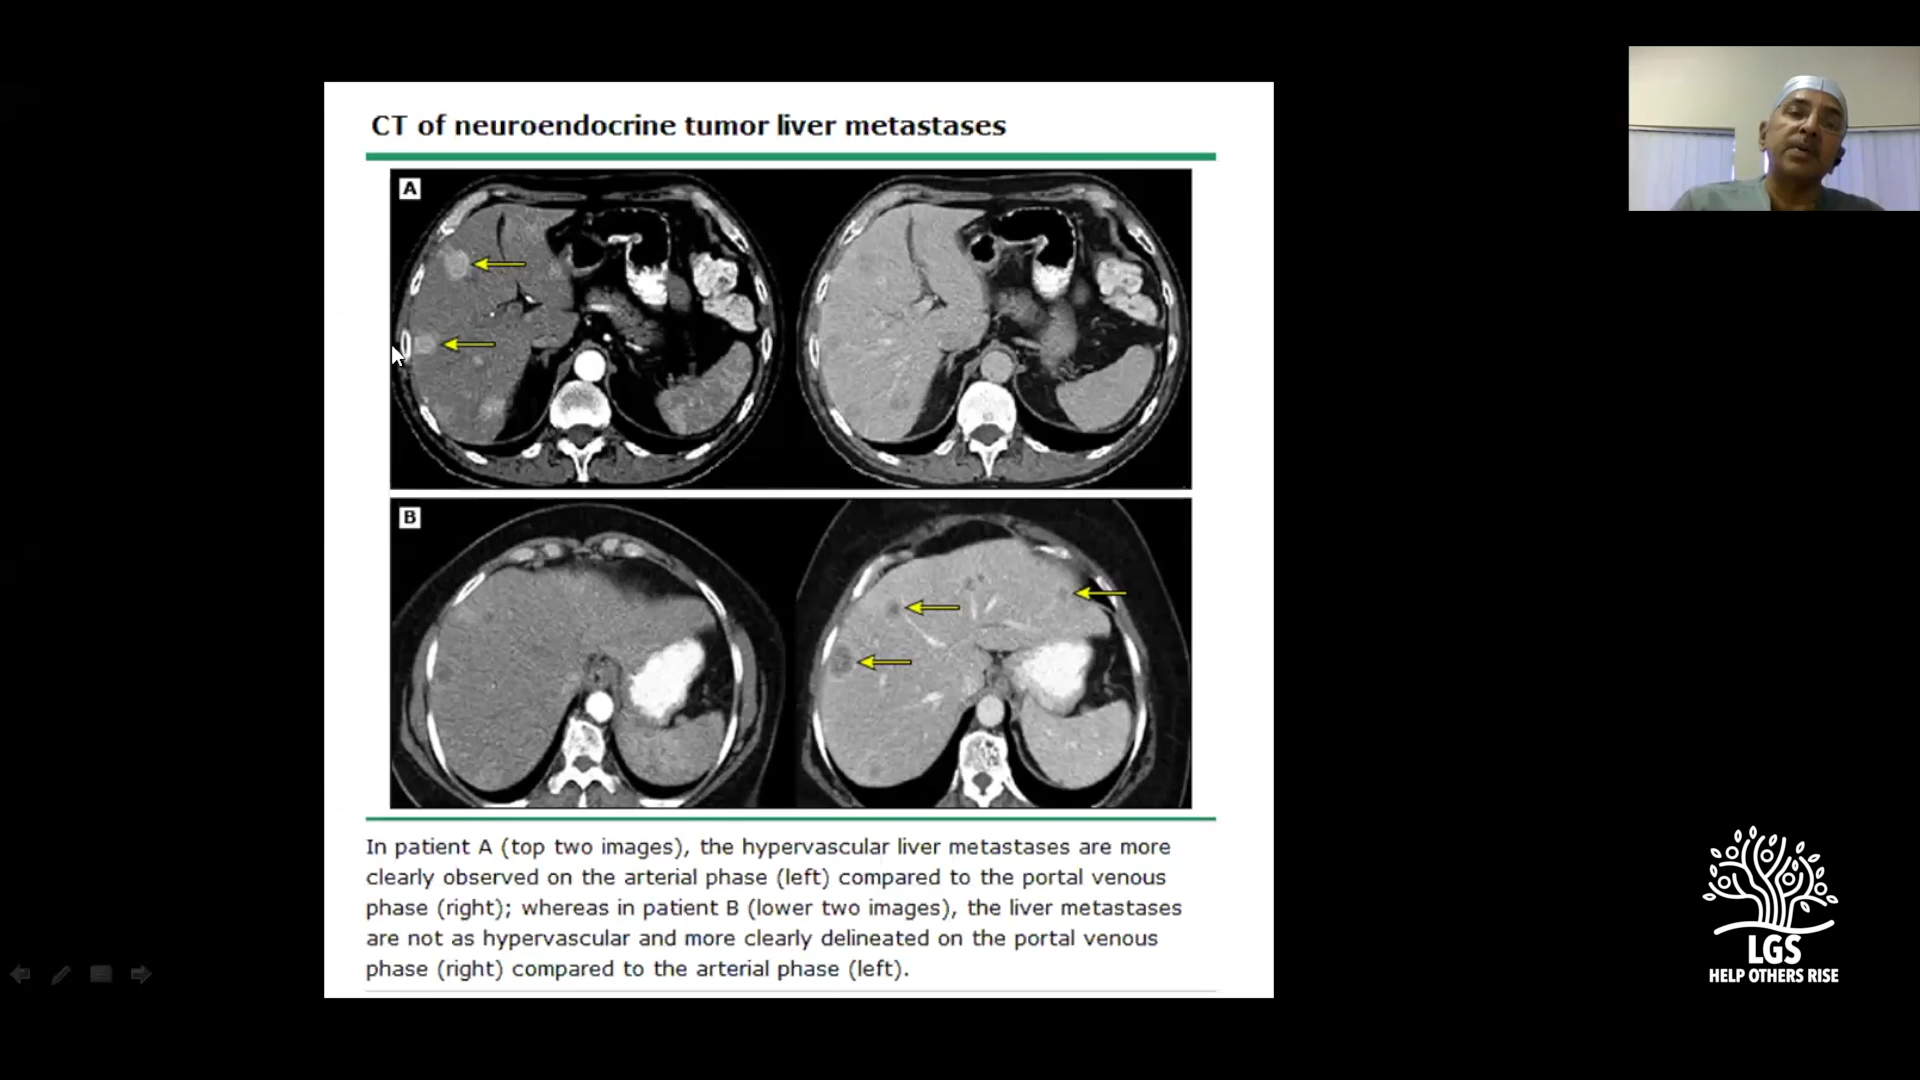 CT of neuroendocrine tumor liver metastases
A
B
In patient A (top two images), the hypervascular liver metastases are more
clearly observed on the arterial phase (left) compared to the portal venous
phase (right); whereas in patient B (lower two images), the liver metastases
are not as hypervascular and more clearly delineated on the portal venous
phase (right) compared to the arterial phase (left).
LGS
HELP OTHERS RISE